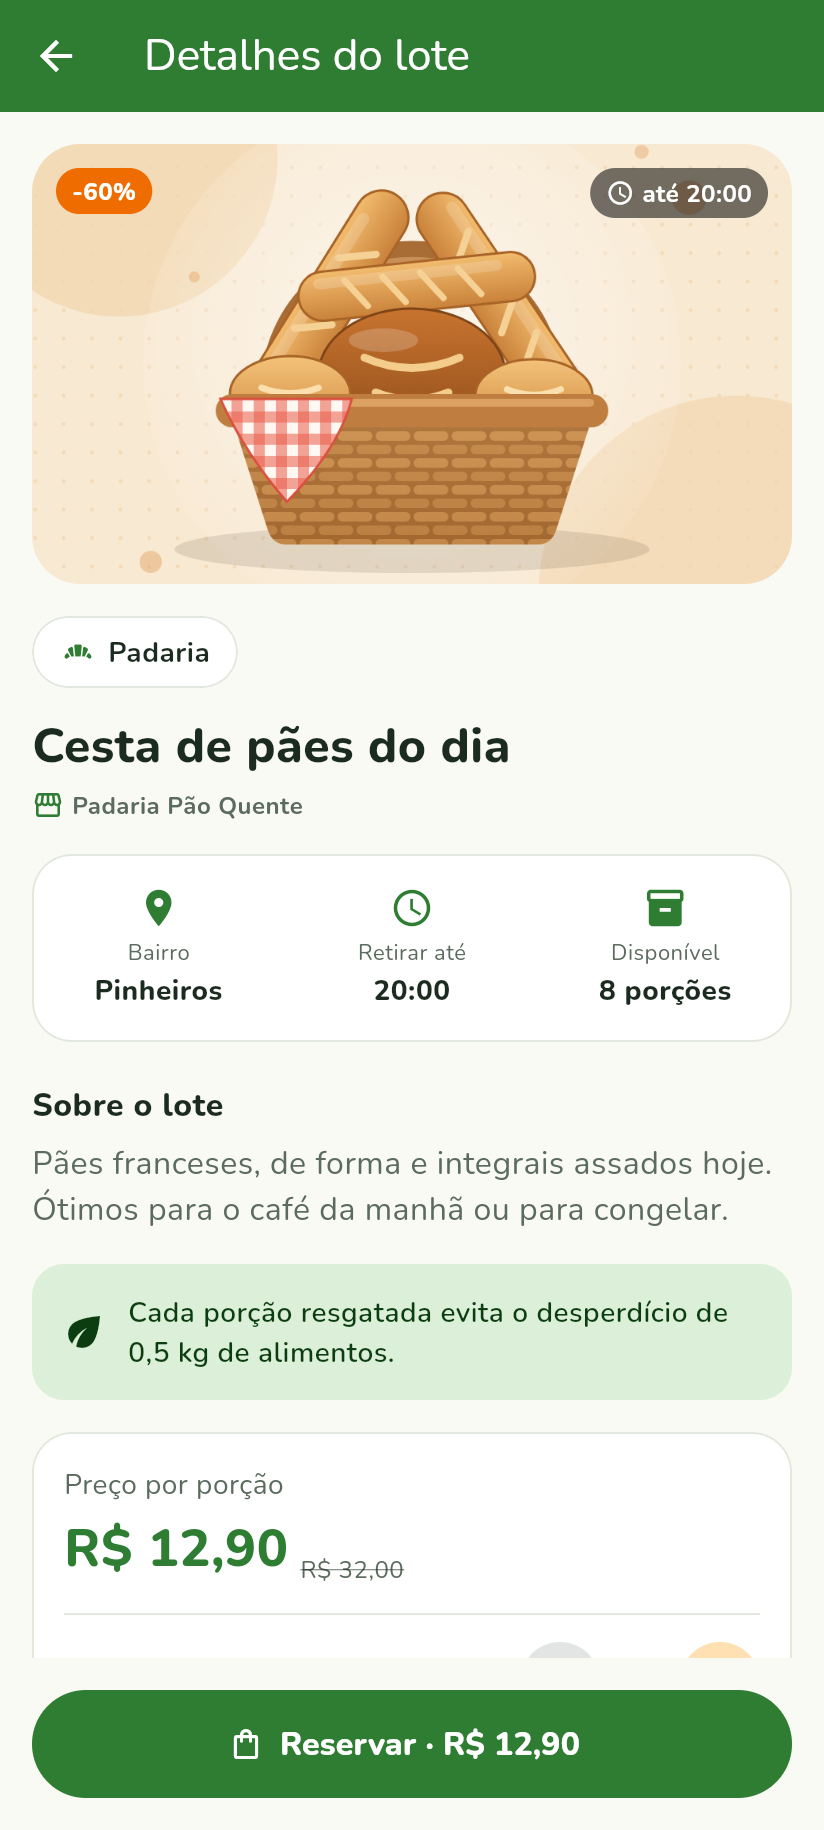 Detalhes do lote
-60%
até 20:00
Padaria
Cesta de pães do dia
Padaria Pão Quente
Bairro
Pinheiros
Retirar até
20:00
Disponível
8 porções
Sobre o lote
Pães franceses, de forma e integrais assados hoje.
Ótimos para o café da manhã ou para congelar.
Cada porção resgatada evita o desperdício de
0,5 kg de alimentos.
Preço por porção
R$ 12,90 R$ 32,00
Reservar · R$ 12,90